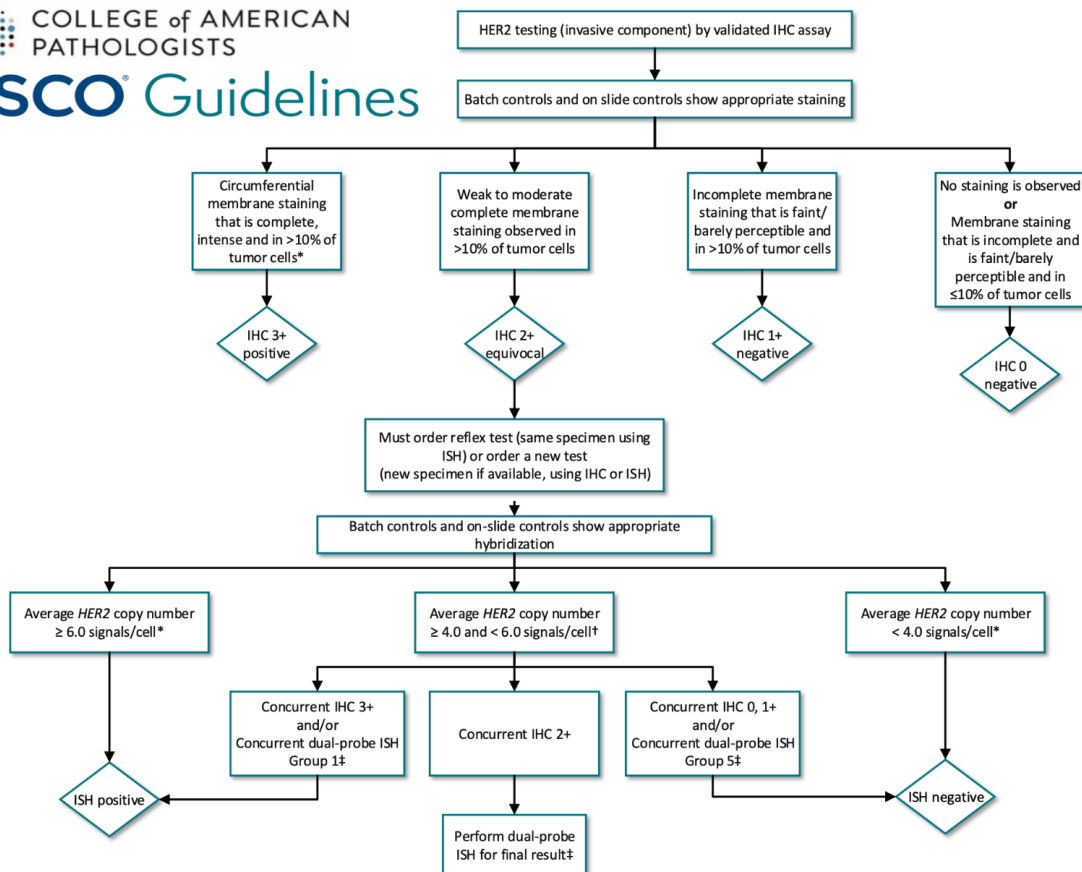 COLLEGE of AMERICAN
PATHOLOGISTS
SCO® Guidelines
HER2 testing (invasive component) by validated IHC assay
Batch controls and on slide controls show appropriate staining
Circumferential
membrane staining
that is complete,
intense and in >10% of
tumor cells*
Weak to moderate
complete membrane
staining observed in
>10% of tumor cells
Incomplete membrane
staining that is faint/
barely perceptible and
in >10% of tumor cells
No staining is observed
or
Membrane staining
that is incomplete and
is faint/barely
perceptible and in
≤10% of tumor cells
IHC 3+
positive
IHC 2+
equivocal
IHC 1+
negative
IHC 0
negative
Must order reflex test (same specimen using
ISH) or order a new test
(new specimen if available, using IHC or ISH)
Batch controls and on-slide controls show appropriate
hybridization
Average HER2 copy number
≥ 6.0 signals/cell*
Average HER2 copy number
≥ 4.0 and < 6.0 signals/cell†
Average HER2 copy number
< 4.0 signals/cell*
Concurrent IHC 3+
and/or
Concurrent dual-probe ISH
Group 1‡
Concurrent IHC 2+
Concurrent IHC 0, 1+
and/or
Concurrent dual-probe ISH
Group 5‡
ISH positive
ISH negative
Perform dual-probe
ISH for final result‡